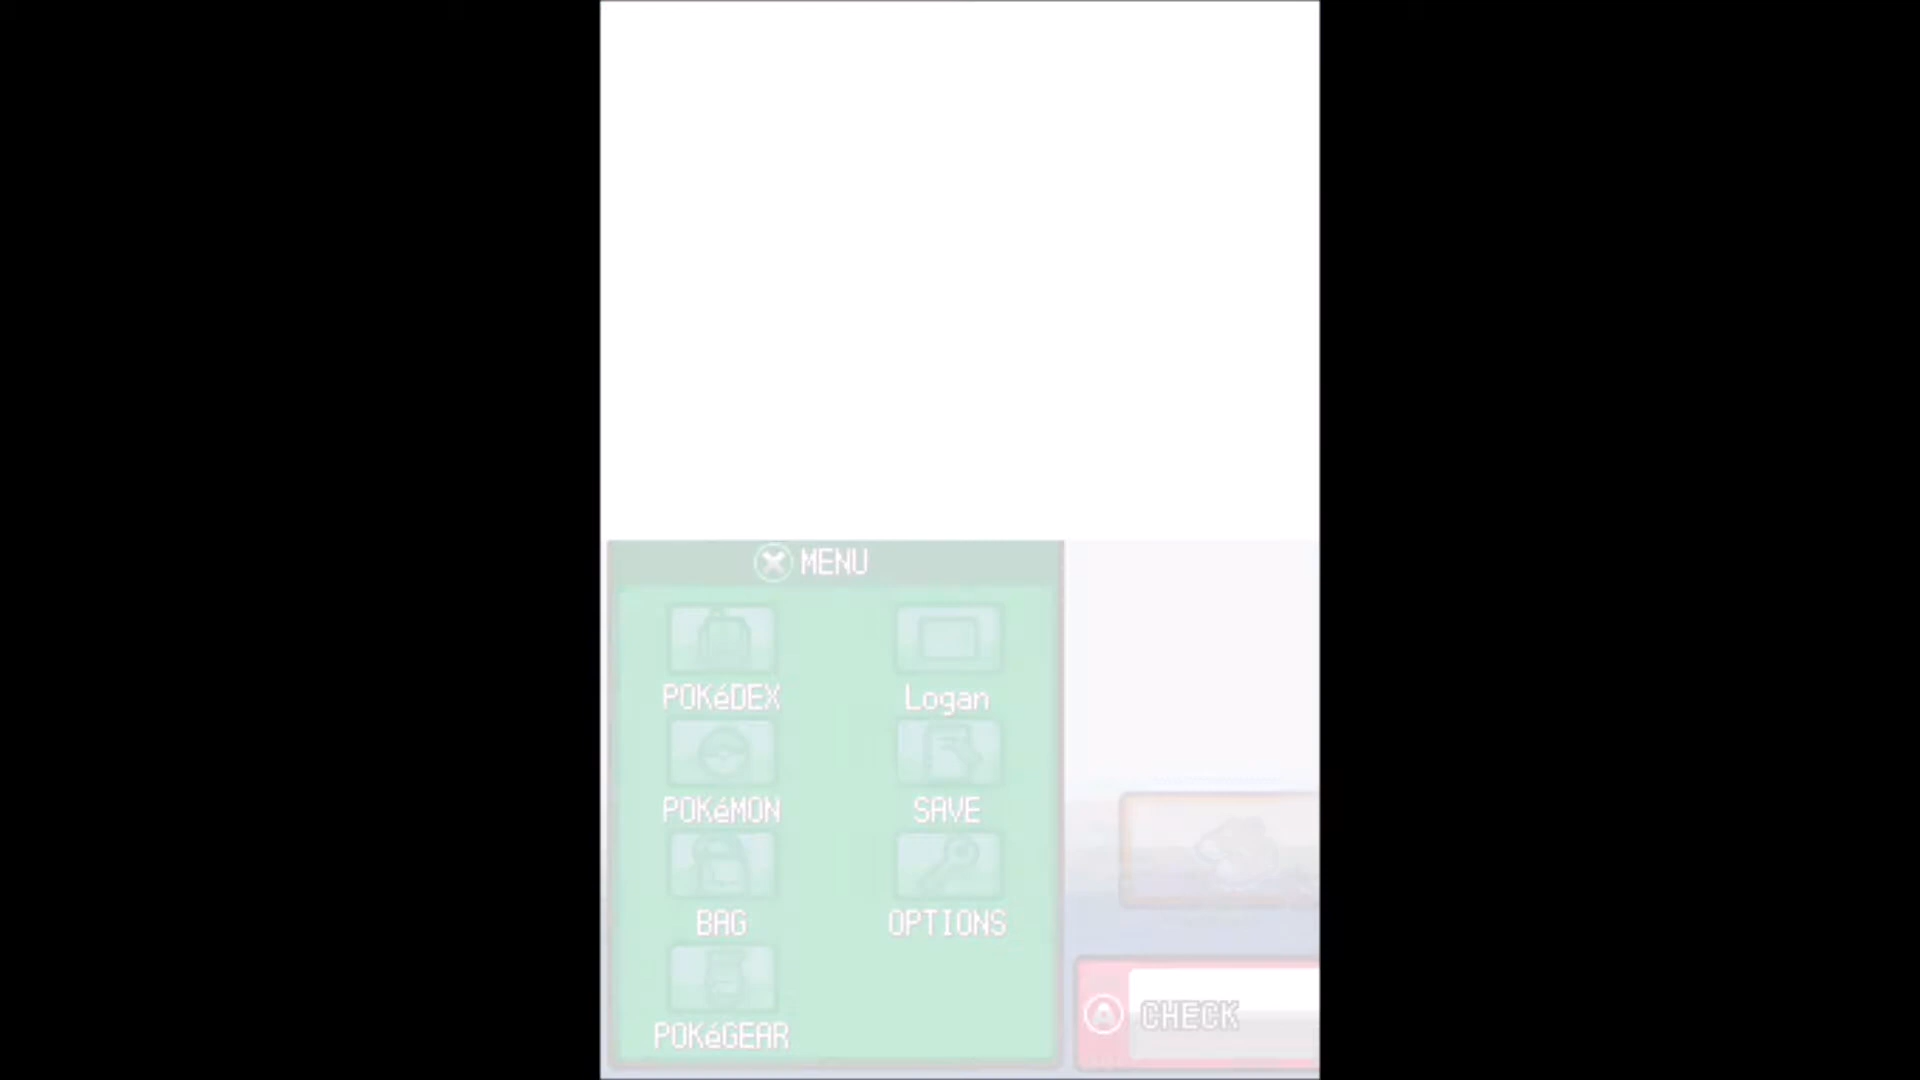 MENU
POKéDEX
Logan
POKéMON
SAVE
BAG
OPTIONS
POKéGEAR
A CHECK